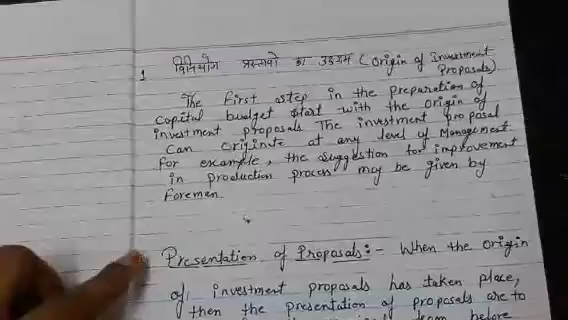 1 विनियोग प्रस्तावो का उदगम (Origin of Investment
Proposals)
The first step in the preparation of
capital budget start with the origin of
investment proposals The investment proposal
can originate at any level of Management.
For example, the suggestion for improvement
in production process may be given by
Foremen
Presentation of Proposals:- When the origin
of investment proposals has taken place,
then the presentation of proposals are to
before